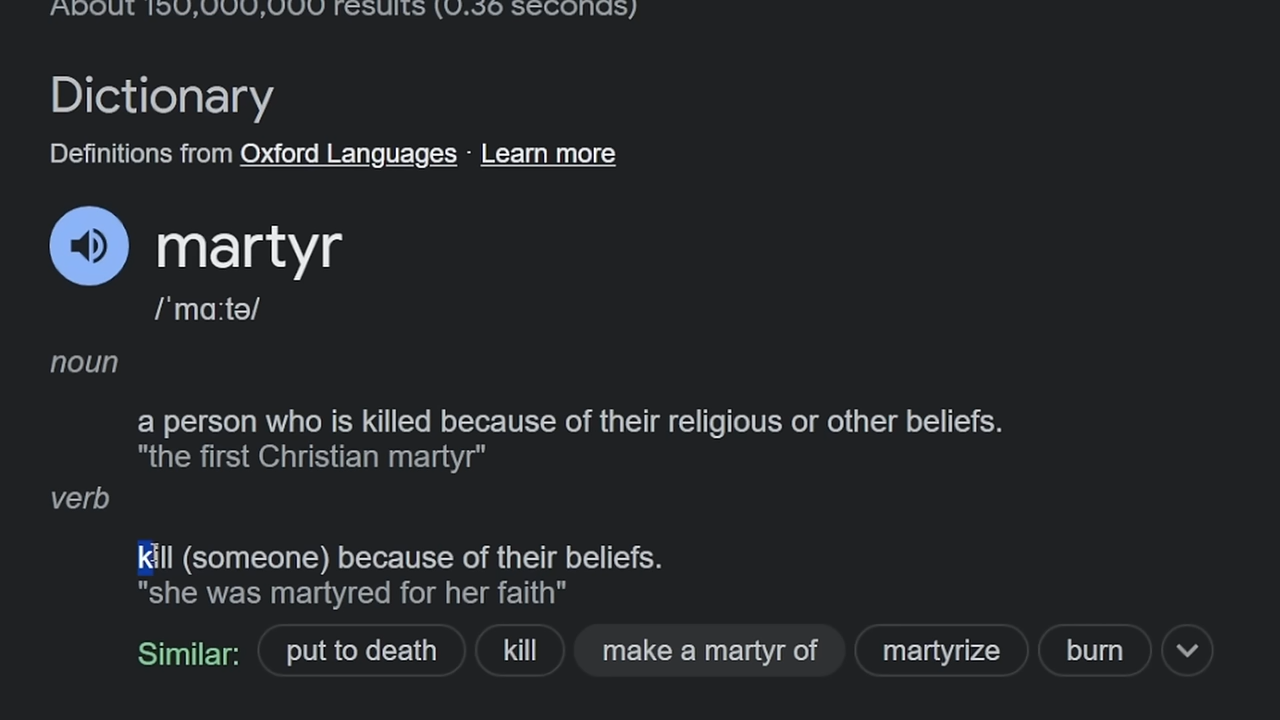 About 150,000,000 results (0.36 seconds)
Dictionary
Definitions from Oxford Languages · Learn more
martyr
/ˈmɑːtə/
noun
a person who is killed because of their religious or other beliefs.
"the first Christian martyr"
verb
kill (someone) because of their beliefs.
"she was martyred for her faith"
Similar: put to death kill make a martyr of martyrize burn